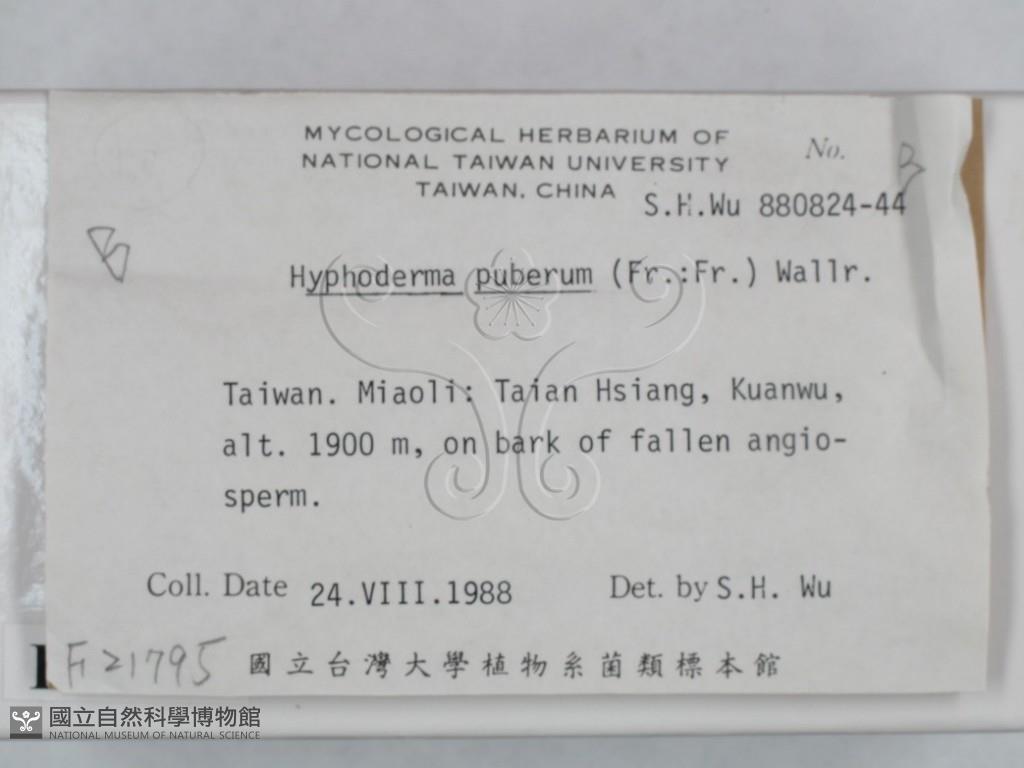 MYCOLOGICAL HERBARIUM OF
NATIONAL TAIWAN UNIVERSITY
TAIWAN, CHINA
No.
S.H.Wu 880824-44
Hyphoderma puberum (Fr.:Fr.) Wallr.
Taiwan. Miaoli: Taian Hsiang, Kuanwu,
alt. 1900 m, on bark of fallen angio-
sperm.
Coll. Date 24.VIII.1988
Det. by S.H. Wu
F21795
國立台灣大學植物系菌類標本館
國立自然科學博物館
NATIONAL MUSEUM OF NATURAL SCIENCE